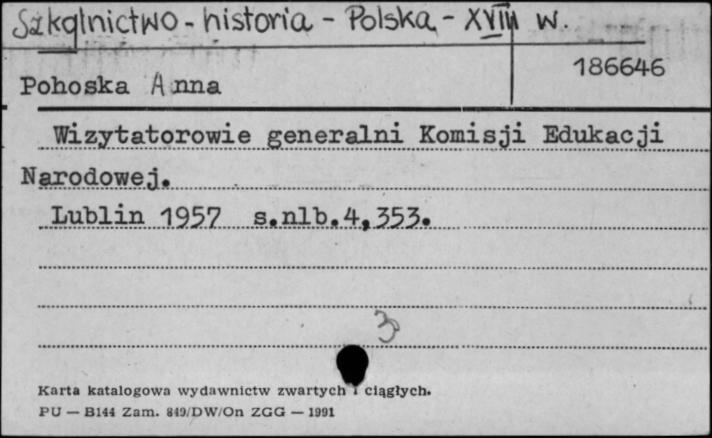 Szkolnictwo - historia - Polska - XVIII w.
186646
Pohoska Anna
Wizytatorowie generalni Komisji Edukacji
Narodowej.
Lublin 1957 s.nlb.4,353.
3
Karta katalogowa wydawnictw zwartych i ciągłych.
PU — B144 Zam. 849/DW/On ZGG — 1991